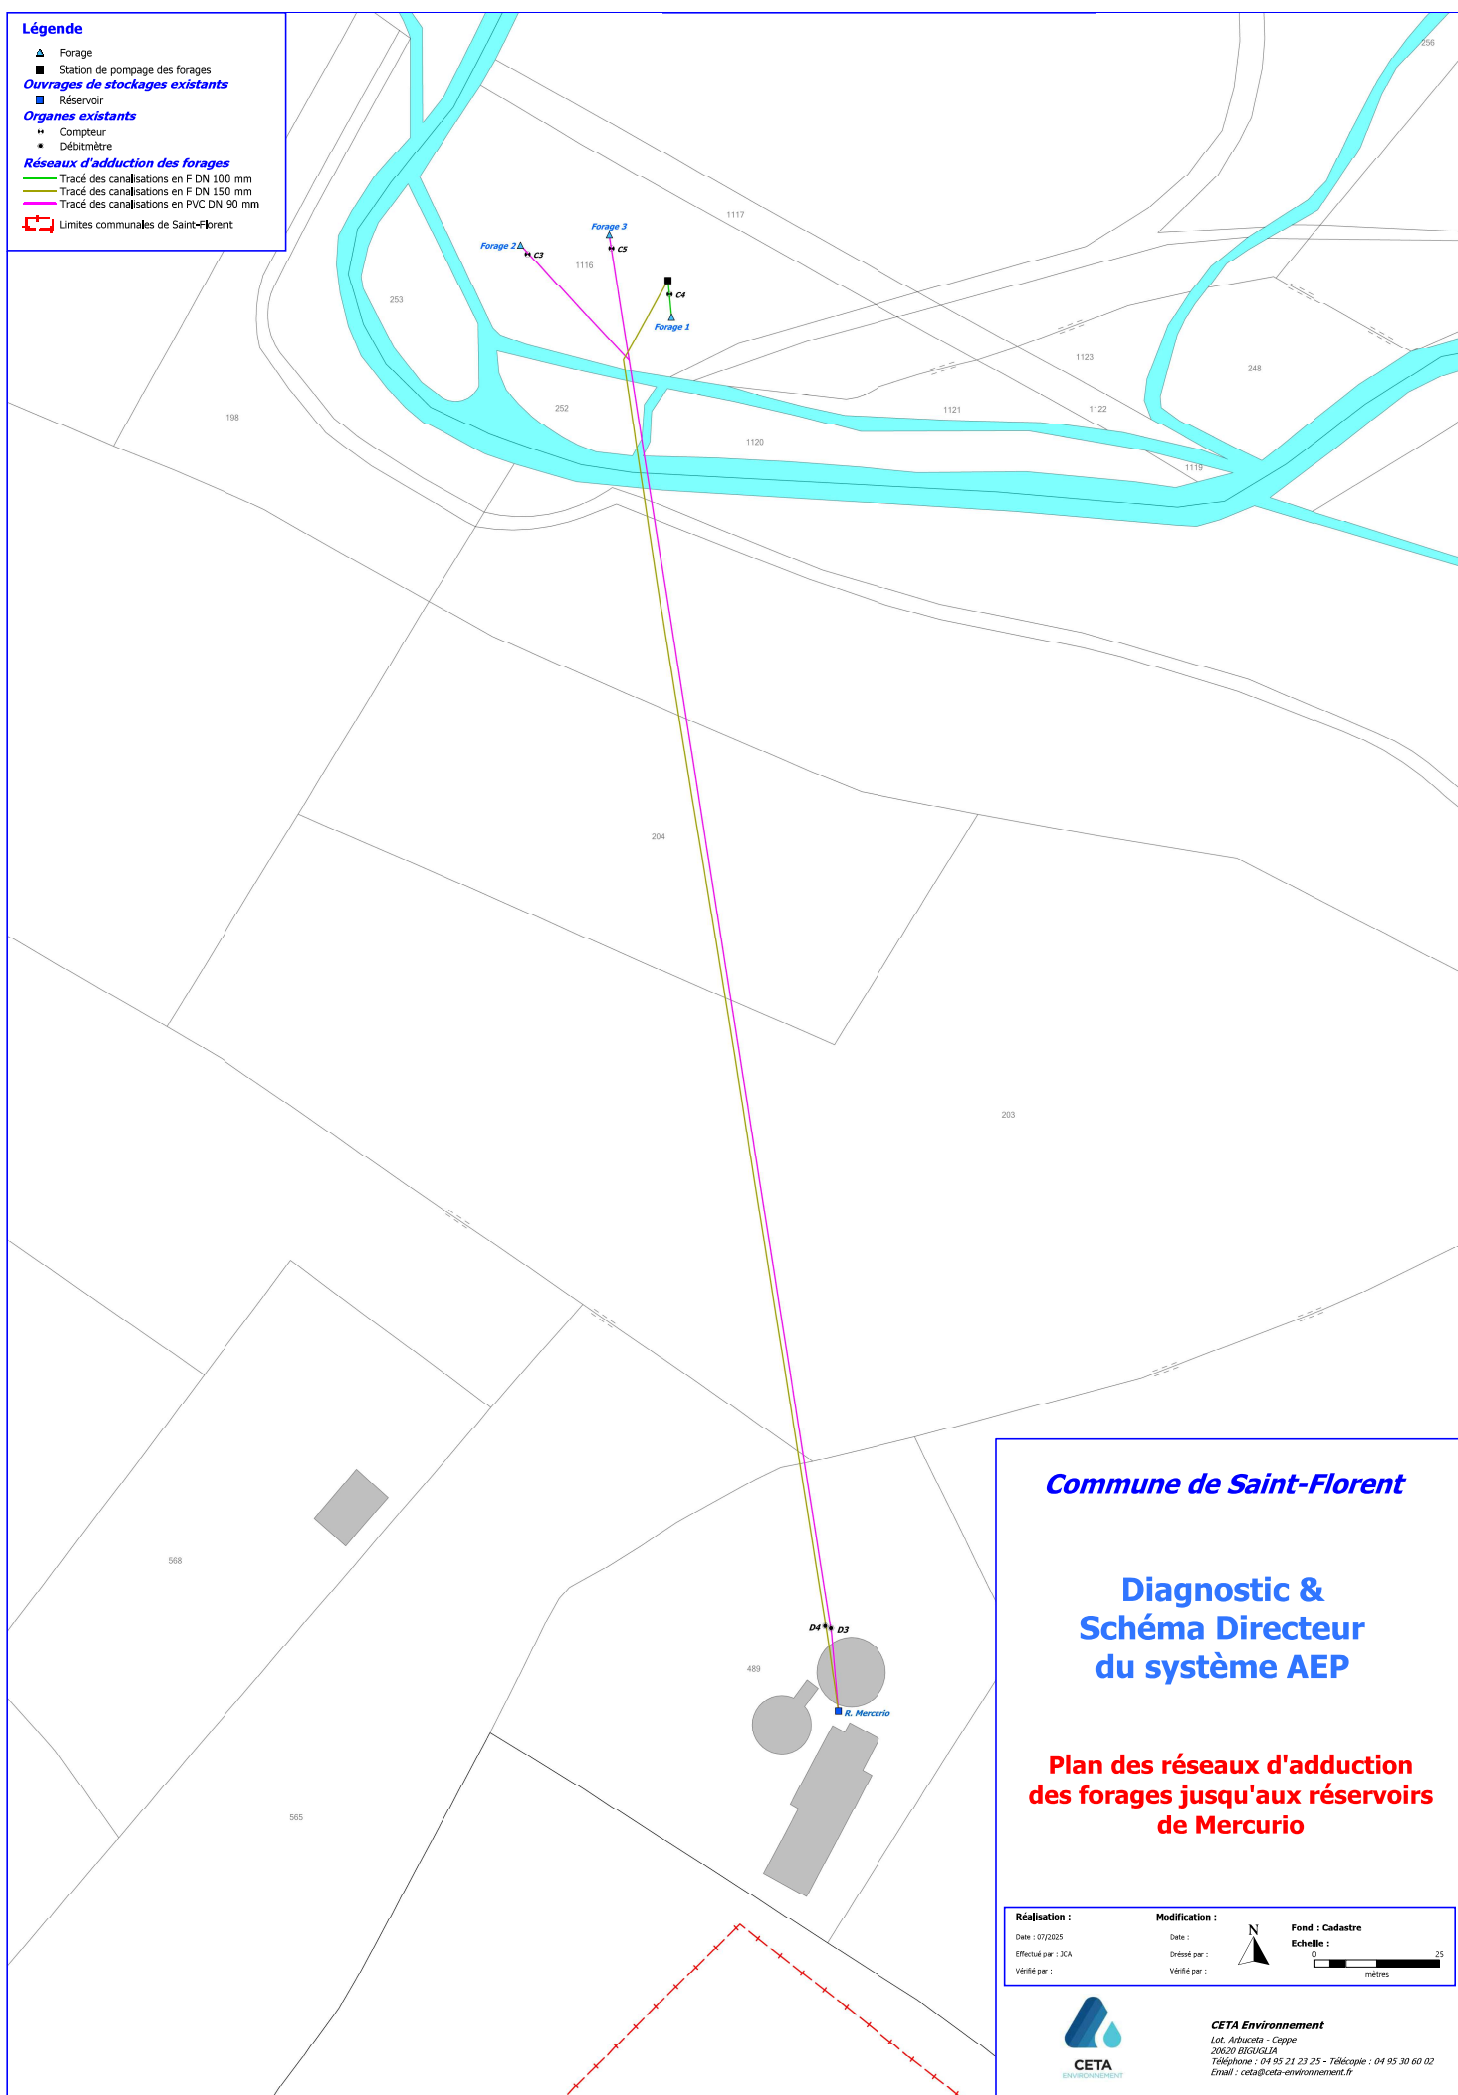 Légende
Forage
Station de pompage des forages
Ouvrages de stockages existants
Réservoir
Organes existants
Compteur
Débitmètre
Réseaux d'adduction des forages
Tracé des canalisations en F DN 100 mm
Tracé des canalisations en F DN 150 mm
Tracé des canalisations en PVC DN 90 mm
Limites communales de Saint-Florent
256
1117
Forage 3
Forage 2
C5
C3
1116
C4
253
Forage 1
1123
248
198
252
1121
1122
1120
1119
204
203
568
D4
D3
489
R. Mercurio
565
Commune de Saint-Florent
Diagnostic &
Schéma Directeur
du système AEP
Plan des réseaux d'adduction
des forages jusqu'aux réservoirs
de Mercurio
Réalisation :
Date : 07/2025
Effectué par : JCA
Vérifié par :
Modification :
Date :
Dréssé par :
Vérifié par :
N
Fond : Cadastre
Echelle :
0 25
mètres
CETA
ENVIRONNEMENT
CETA Environnement
Lot. Arbuceta - Ceppe
20620 BIGUGLIA
Téléphone : 04 95 21 23 25 - Télécopie : 04 95 30 60 02
Email : ceta@ceta-environnement.fr